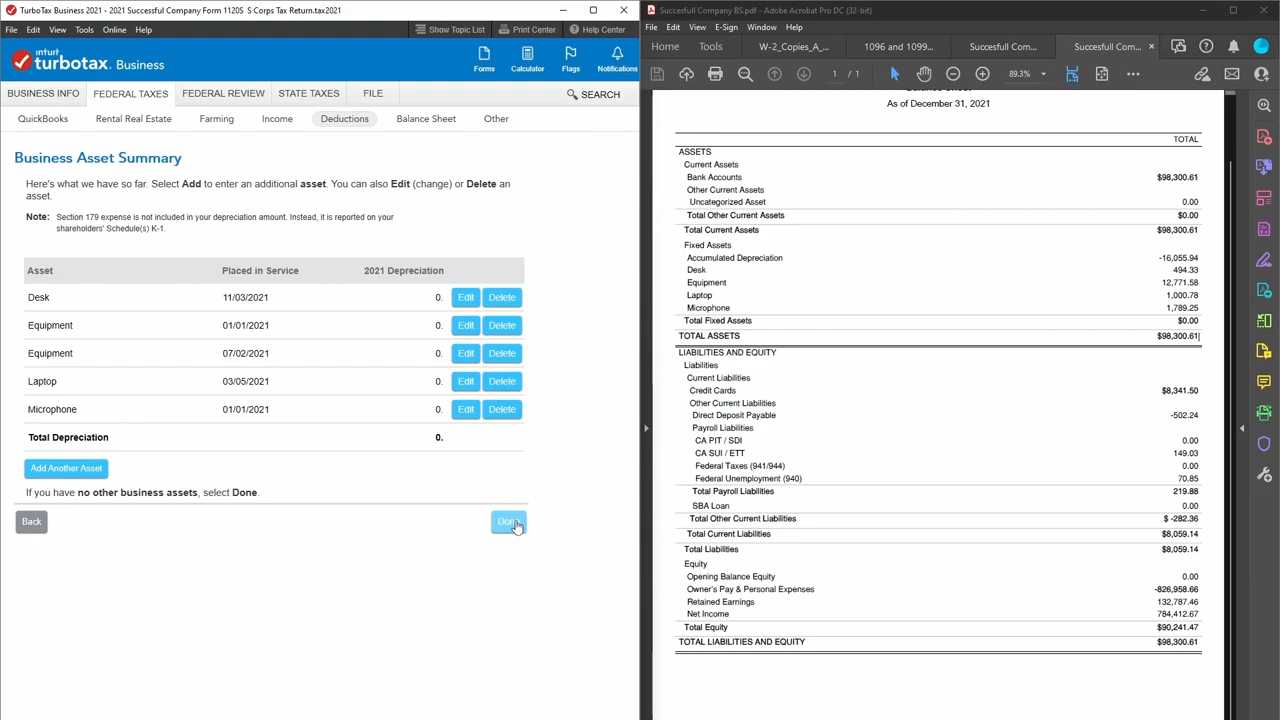 TurboTax Business 2021 - 2021 Successful Company Form 1120S S Corps Tax Return.tax2021
File Edit View Tools Online Help
Show Topic List Print Center Help Center
intuit turbotax. Business
Forms Calculator Flags Notifications
BUSINESS INFO FEDERAL TAXES FEDERAL REVIEW STATE TAXES FILE SEARCH
QuickBooks Rental Real Estate Farming Income Deductions Balance Sheet Other
Business Asset Summary
Here's what we have so far. Select Add to enter an additional asset. You can also Edit (change) or Delete an
asset.
Note: Section 179 expense is not included in your depreciation amount. Instead, it is reported on your
shareholders' Schedule(s) K-1.
Asset Placed in Service 2021 Depreciation
Desk 11/03/2021 0. Edit Delete
Equipment 01/01/2021 0. Edit Delete
Equipment 07/02/2021 0. Edit Delete
Laptop 03/05/2021 0. Edit Delete
Microphone 01/01/2021 0. Edit Delete
Total Depreciation 0.
Add Another Asset
If you have no other business assets, select Done.
Back Done
Succesfull Company BS.pdf - Adobe Acrobat Pro DC (32-bit)
File Edit View E-Sign Window Help
Home Tools W-2_Copies_A_... 1096 and 1099... Succesfull Com... Succesfull Com... ×
1 / 1 89.3%
Balance Sheet
As of December 31, 2021
TOTAL
ASSETS
Current Assets
Bank Accounts $98,300.61
Other Current Assets
Uncategorized Asset 0.00
Total Other Current Assets $0.00
Total Current Assets $98,300.61
Fixed Assets
Accumulated Depreciation -16,055.94
Desk 494.33
Equipment 12,771.58
Laptop 1,000.78
Microphone 1,789.25
Total Fixed Assets $0.00
TOTAL ASSETS $98,300.61
LIABILITIES AND EQUITY
Liabilities
Current Liabilities
Credit Cards $8,341.50
Other Current Liabilities
Direct Deposit Payable -502.24
Payroll Liabilities
CA PIT / SDI 0.00
CA SUI / ETT 149.03
Federal Taxes (941/944) 0.00
Federal Unemployment (940) 70.85
Total Payroll Liabilities 219.88
SBA Loan 0.00
Total Other Current Liabilities $ -282.36
Total Current Liabilities $8,059.14
Total Liabilities $8,059.14
Equity
Opening Balance Equity 0.00
Owner's Pay & Personal Expenses -826,958.66
Retained Earnings 132,787.46
Net Income 784,412.67
Total Equity $90,241.47
TOTAL LIABILITIES AND EQUITY $98,300.61